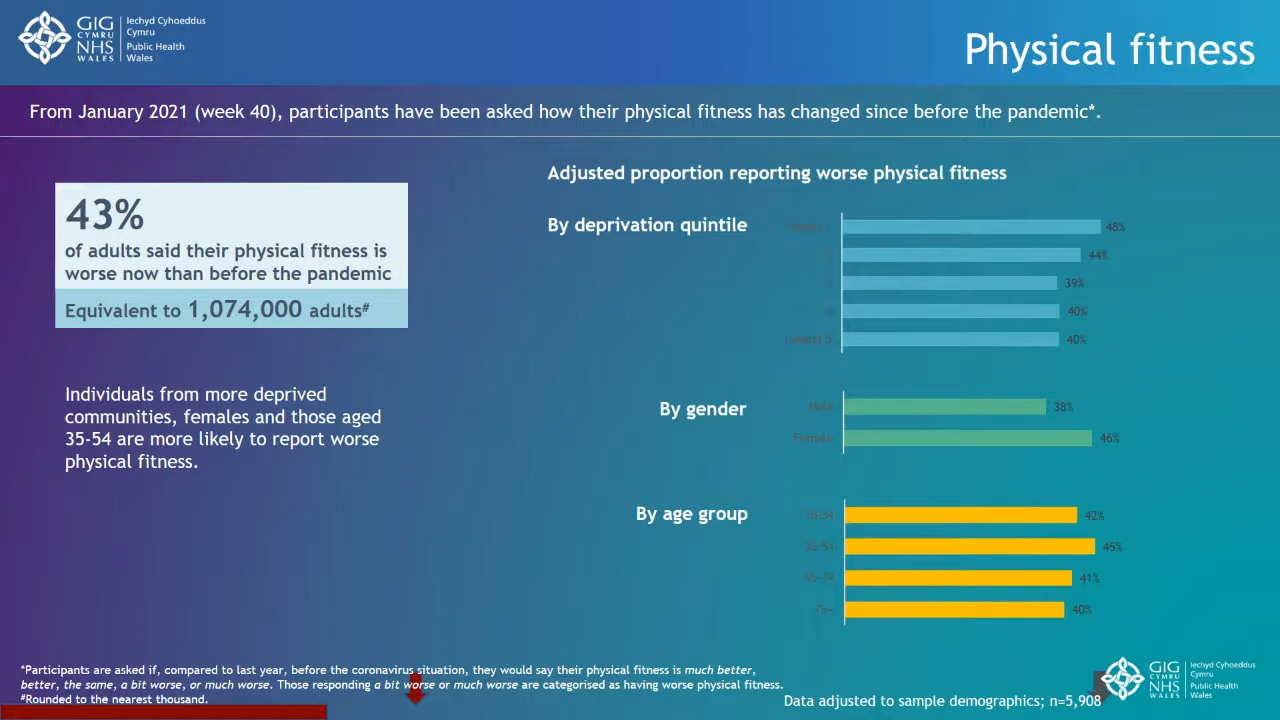 GIG
CYMRU
NHS
WALES
Iechyd Cyhoeddus
Cymru
Public Health
Wales
Physical fitness
From January 2021 (week 40), participants have been asked how their physical fitness has changed since before the pandemic*.
43%
of adults said their physical fitness is
worse now than before the pandemic
Equivalent to 1,074,000 adults#
Individuals from more deprived
communities, females and those aged
35-54 are more likely to report worse
physical fitness.
Adjusted proportion reporting worse physical fitness
By deprivation quintile
48%
44%
39%
40%
40%
By gender
Male 38%
Female 46%
By age group
42%
35-54 45%
55-74 41%
75+ 40%
*Participants are asked if, compared to last year, before the coronavirus situation, they would say their physical fitness is much better,
better, the same, a bit worse, or much worse. Those responding a bit worse or much worse are categorised as having worse physical fitness.
#Rounded to the nearest thousand.
Data adjusted to sample demographics; n=5,908
GIG
CYMRU
NHS
WALES
Iechyd Cyhoeddus
Cymru
Public Health
Wales